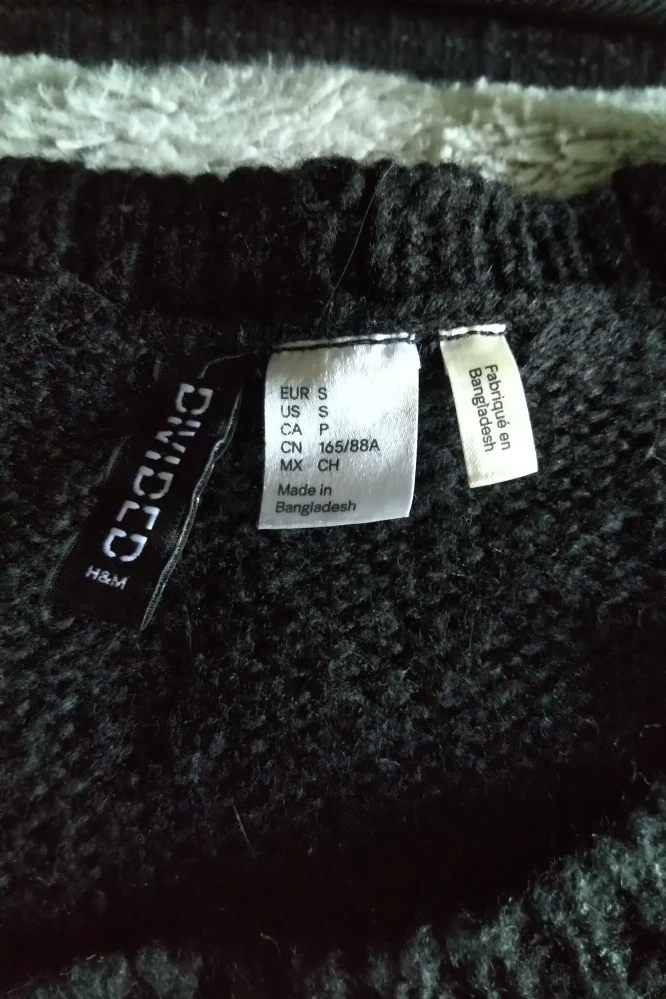 DIVIDED
H&M
EUR S
US S
CA P
CN 165/88A
MX CH
Made in
Bangladesh
Fabriqué en
Bangladesh